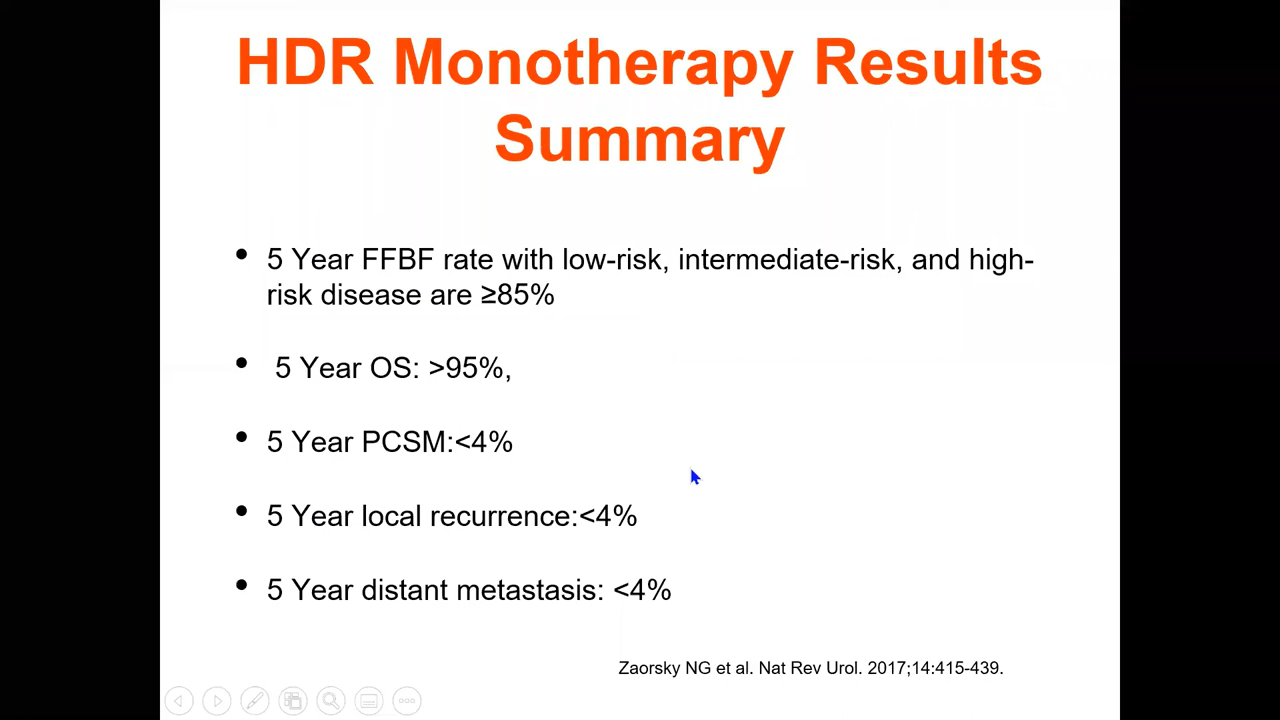 HDR Monotherapy Results
Summary
• 5 Year FFBF rate with low-risk, intermediate-risk, and high-
risk disease are ≥85%
• 5 Year OS: >95%,
• 5 Year PCSM:<4%
• 5 Year local recurrence:<4%
• 5 Year distant metastasis: <4%
Zaorsky NG et al. Nat Rev Urol. 2017;14:415-439.